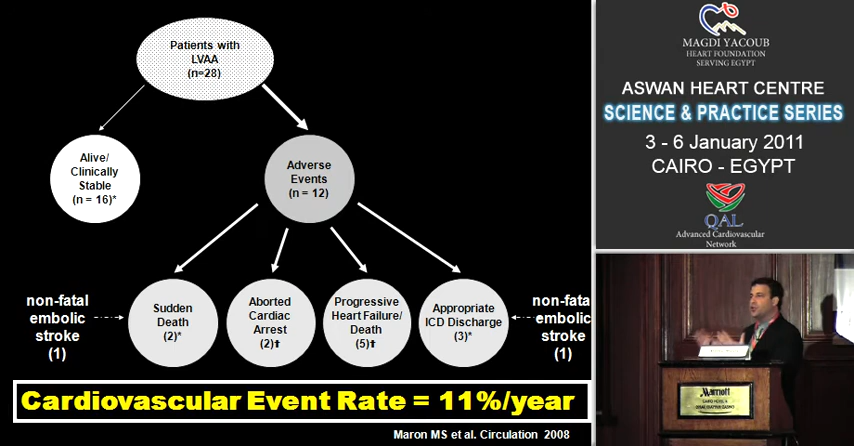 Patients with
LVAA
(n=28)
Alive/
Clinically
Stable
(n = 16)*
Adverse
Events
(n = 12)
non-fatal
embolic
stroke
(1)
Sudden
Death
(2)*
Aborted
Cardiac
Arrest
(2)✝
Progressive
Heart Failure/
Death
(5)✝
Appropriate
ICD Discharge
(3)*
non-fata
embolic
stroke
(1)
Cardiovascular Event Rate = 11%/year
Maron MS et al. Circulation 2008
MAGDI YACOUB
HEART FOUNDATION
SERVING EGYPT
ASWAN HEART CENTRE
SCIENCE & PRACTICE SERIES
3 - 6 January 2011
CAIRO - EGYPT
QAL
Advanced Cardiovascular
Network
Marriott